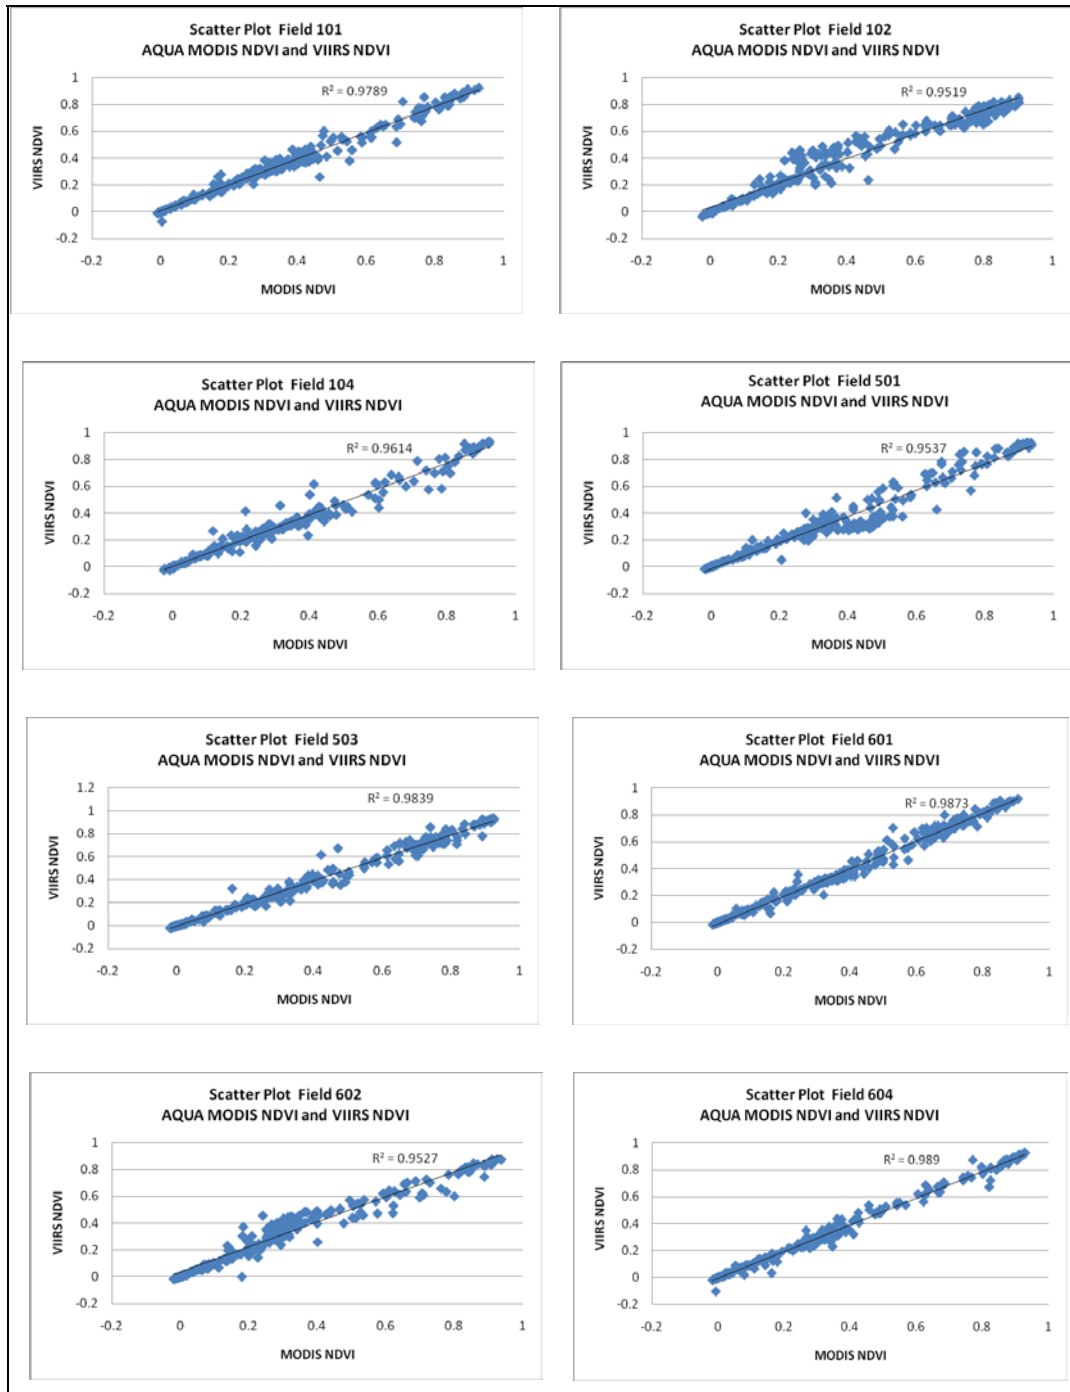 Scatter Plot Field 101
AQUA MODIS NDVI and VIIRS NDVI
R² = 0.9789
1
0.8
0.6
0.4
0.2
0
-0.2
VIIRS NDVI
-0.2 0 0.2 0.4 0.6 0.8 1
MODIS NDVI
Scatter Plot Field 102
AQUA MODIS NDVI and VIIRS NDVI
R² = 0.9519
1
0.8
0.6
0.4
0.2
0
-0.2
VIIRS NDVI
-0.2 0 0.2 0.4 0.6 0.8 1
MODIS NDVI
Scatter Plot Field 104
AQUA MODIS NDVI and VIIRS NDVI
R² = 0.9614
1
0.8
0.6
0.4
0.2
0
-0.2
VIIRS NDVI
-0.2 0 0.2 0.4 0.6 0.8 1
MODIS NDVI
Scatter Plot Field 501
AQUA MODIS NDVI and VIIRS NDVI
R² = 0.9537
1
0.8
0.6
0.4
0.2
0
-0.2
VIIRS NDVI
-0.2 0 0.2 0.4 0.6 0.8 1
MODIS NDVI
Scatter Plot Field 503
AQUA MODIS NDVI and VIIRS NDVI
R² = 0.9839
1.2
1
0.8
0.6
0.4
0.2
0
-0.2
VIIRS NDVI
-0.2 0 0.2 0.4 0.6 0.8 1
MODIS NDVI
Scatter Plot Field 601
AQUA MODIS NDVI and VIIRS NDVI
R² = 0.9873
1
0.8
0.6
0.4
0.2
0
-0.2
VIIRS NDVI
-0.2 0 0.2 0.4 0.6 0.8 1
MODIS NDVI
Scatter Plot Field 602
AQUA MODIS NDVI and VIIRS NDVI
R² = 0.9527
1
0.8
0.6
0.4
0.2
0
-0.2
VIIRS NDVI
-0.2 0 0.2 0.4 0.6 0.8 1
MODIS NDVI
Scatter Plot Field 604
AQUA MODIS NDVI and VIIRS NDVI
R² = 0.989
1
0.8
0.6
0.4
0.2
0
-0.2
VIIRS NDVI
-0.2 0 0.2 0.4 0.6 0.8 1
MODIS NDVI